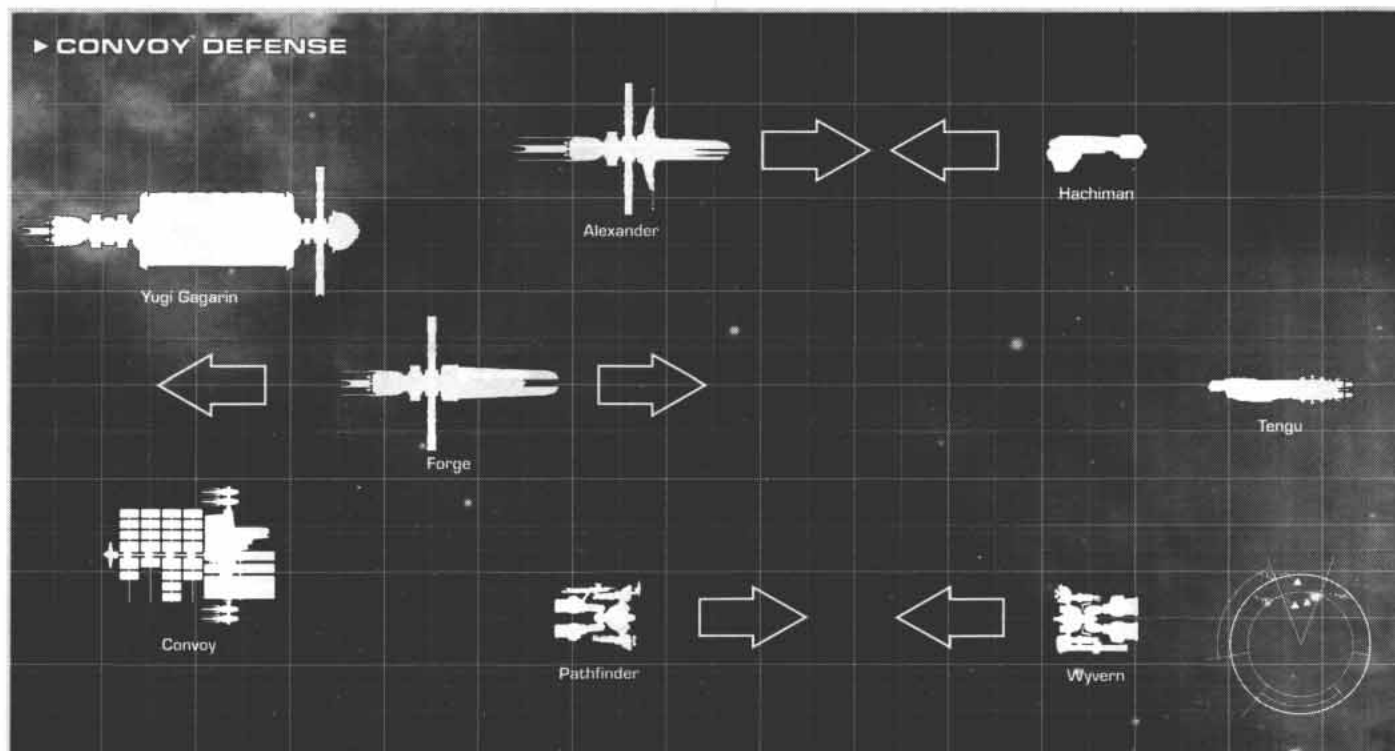 CONVOY DEFENSE
Alexander
Hachiman
Yugi Gagarin
Forge
Tengu
Convoy
Pathfinder
Wyvern